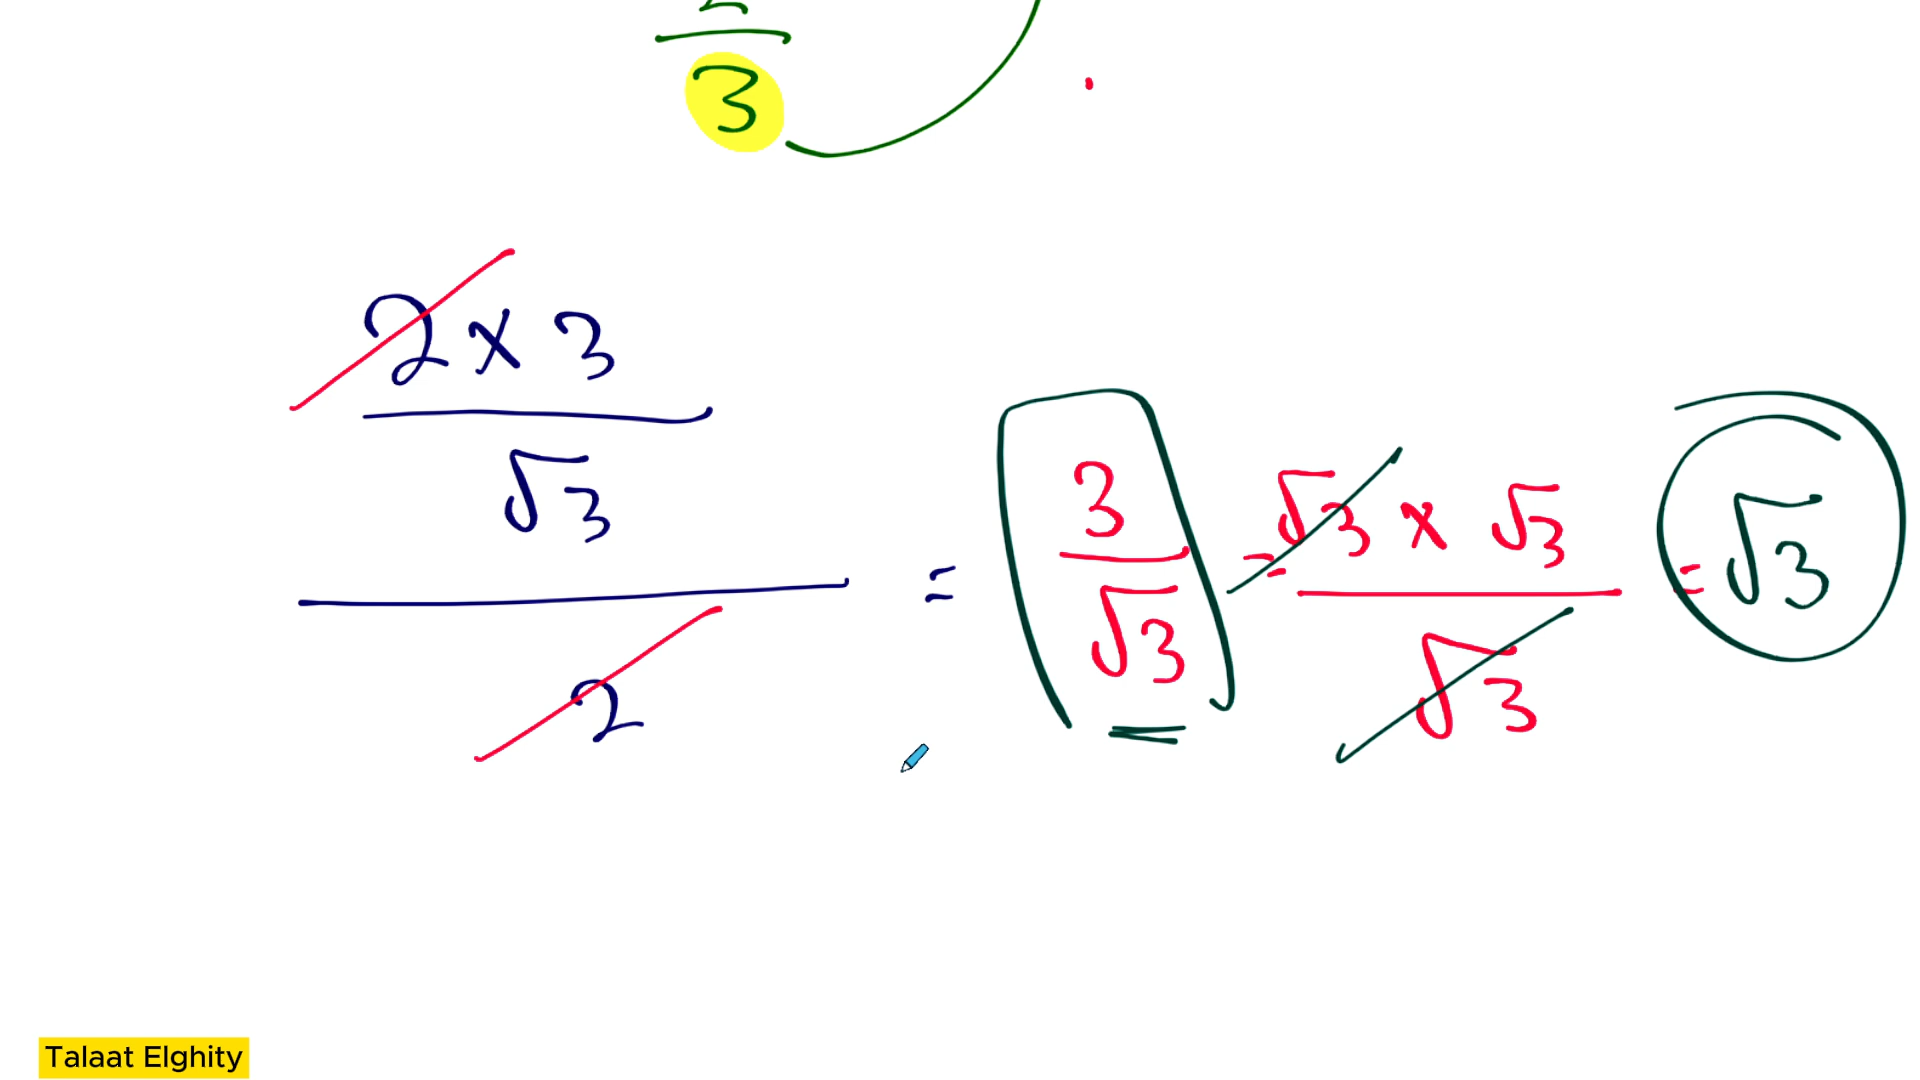 3
2 × 3
√3
2
=
3
√3
= √3 × √3
√3
= √3
Talaat Elghity